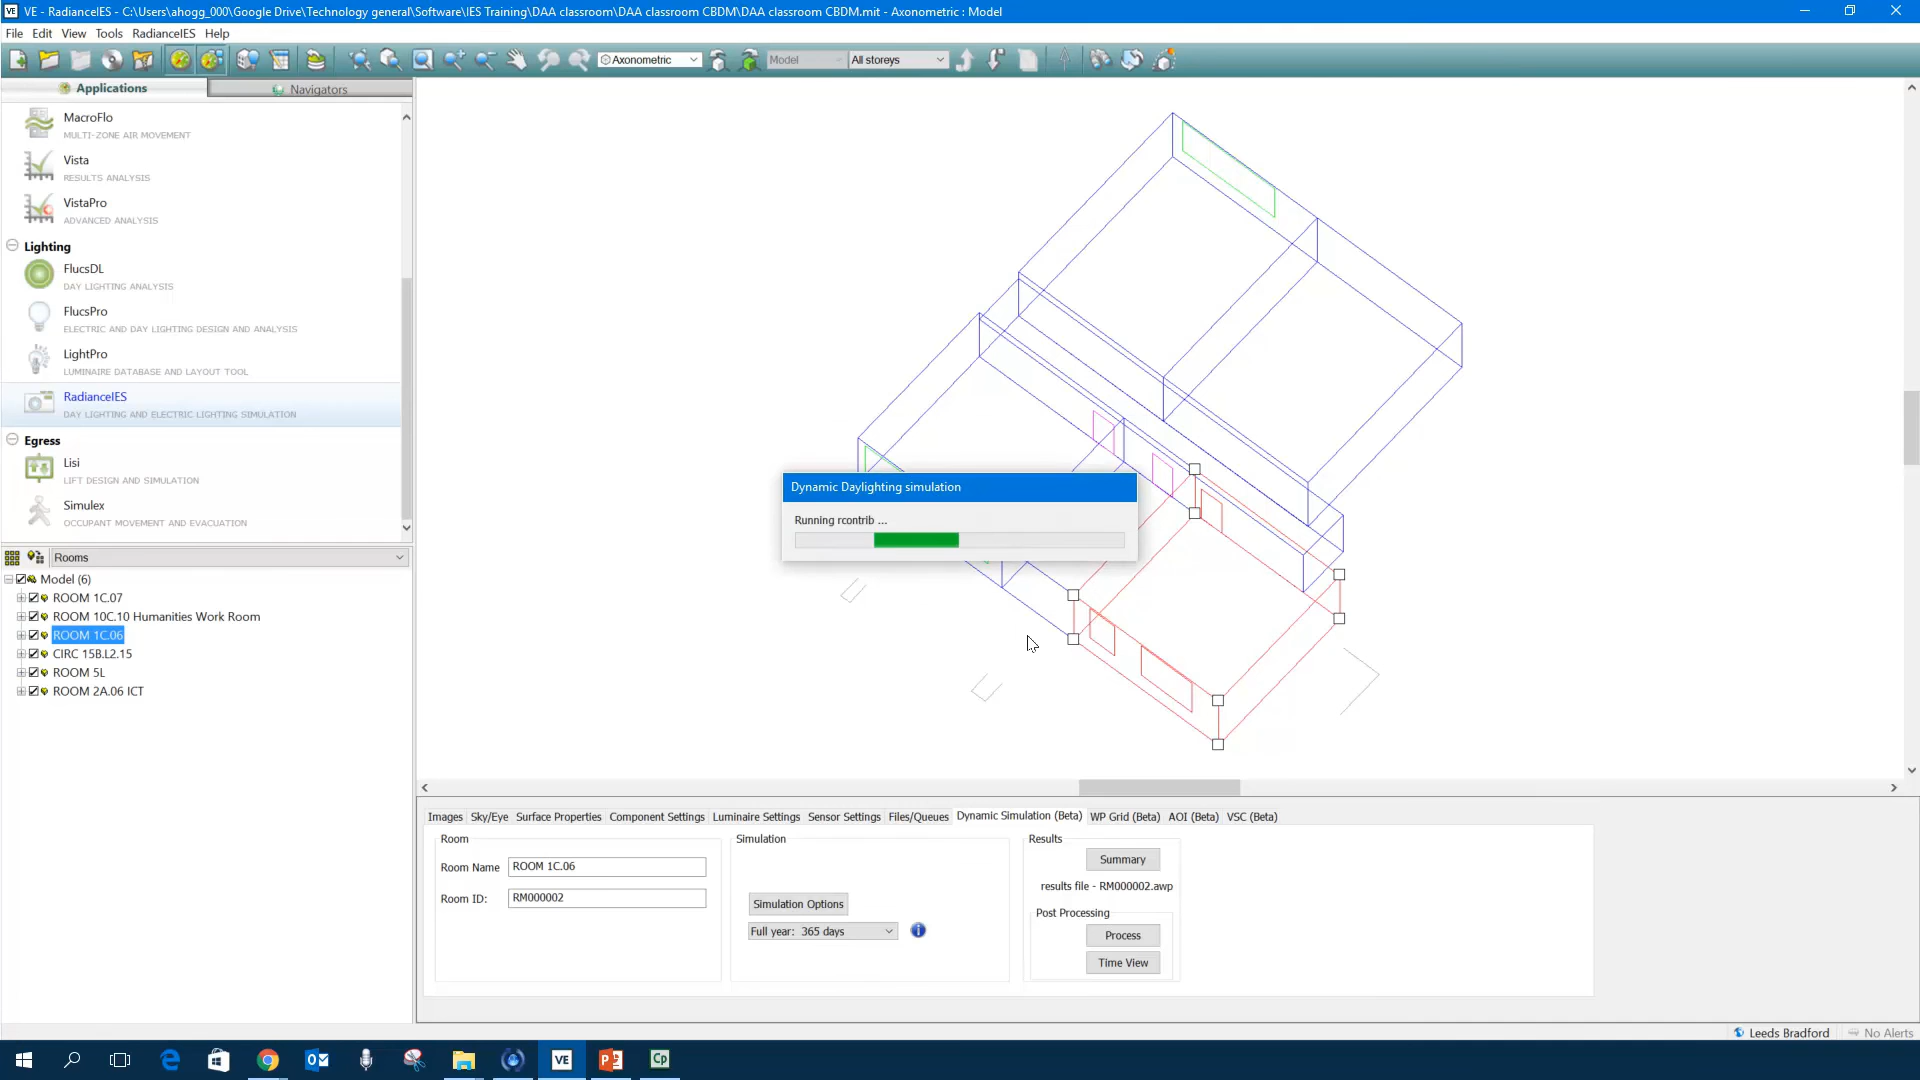 VE - RadianceIES - C:\Users\ahogg_000\Google Drive\Technology general\Software\IES Training\DAA classroom\DAA classroom CBDM\DAA classroom CBDM.mit - Axonometric : Model
File Edit View Tools RadianceIES Help
Axonometric Model All storeys
Applications Navigators
MacroFlo
MULTI-ZONE AIR MOVEMENT
Vista
RESULTS ANALYSIS
VistaPro
ADVANCED ANALYSIS
Lighting
FlucsDL
DAY LIGHTING ANALYSIS
FlucsPro
ELECTRIC AND DAY LIGHTING DESIGN AND ANALYSIS
LightPro
LUMINAIRE DATABASE AND LAYOUT TOOL
RadianceIES
DAY LIGHTING AND ELECTRIC LIGHTING SIMULATION
Egress
Lisi
LIFT DESIGN AND SIMULATION
Simulex
OCCUPANT MOVEMENT AND EVACUATION
Rooms
Model (6)
ROOM 1C.07
ROOM 10C.10 Humanities Work Room
ROOM 1C.06
CIRC 15B.L2.15
ROOM 5L
ROOM 2A.06 ICT
Dynamic Daylighting simulation
Running rcontrib ...
Images Sky/Eye Surface Properties Component Settings Luminaire Settings Sensor Settings Files/Queues Dynamic Simulation (Beta) WP Grid (Beta) AOI (Beta) VSC (Beta)
Room
Room Name ROOM 1C.06
Room ID: RM000002
Simulation
Simulation Options
Full year: 365 days
Results
Summary
results file - RM000002.awp
Post Processing
Process
Time View
Leeds Bradford No Alerts
VE
Cp